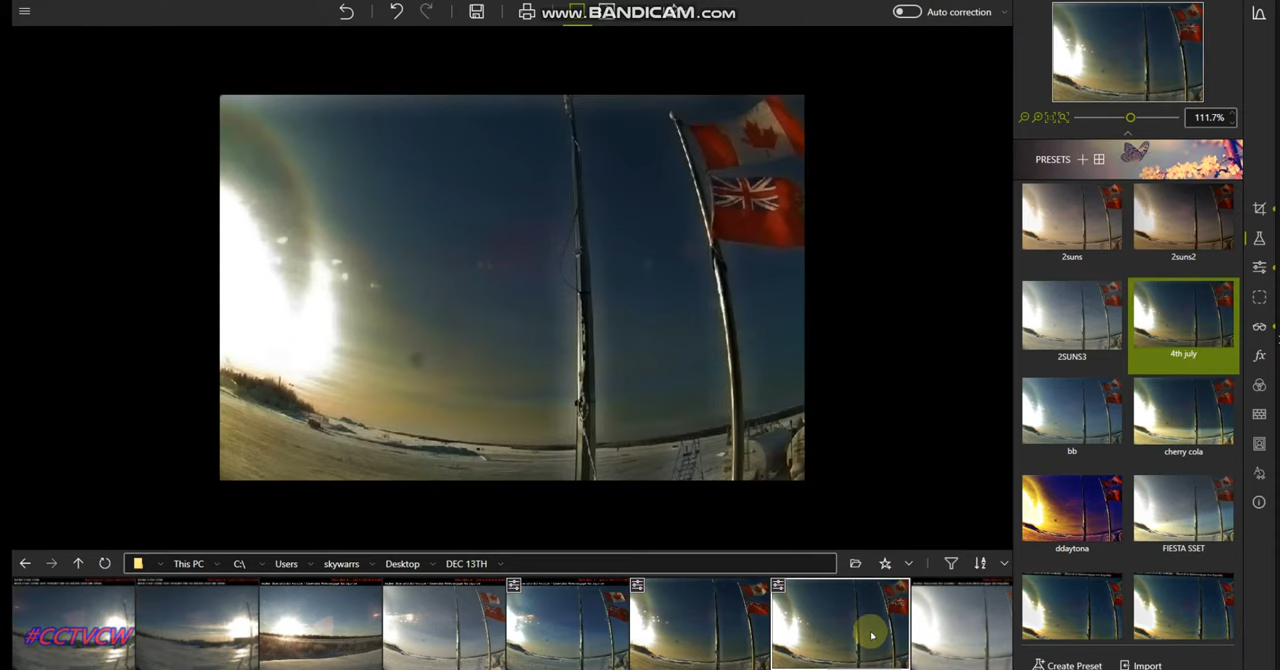 www.BANDICAM.com
Auto correction
111.7%
PRESETS
2suns
2suns2
2SUNS3
4th july
bb
cherry cola
ddaytona
FIESTA SSET
Create Preset
Import
This PC
C:\
Users
skywarrs
Desktop
DEC 13TH
#CCTVCW